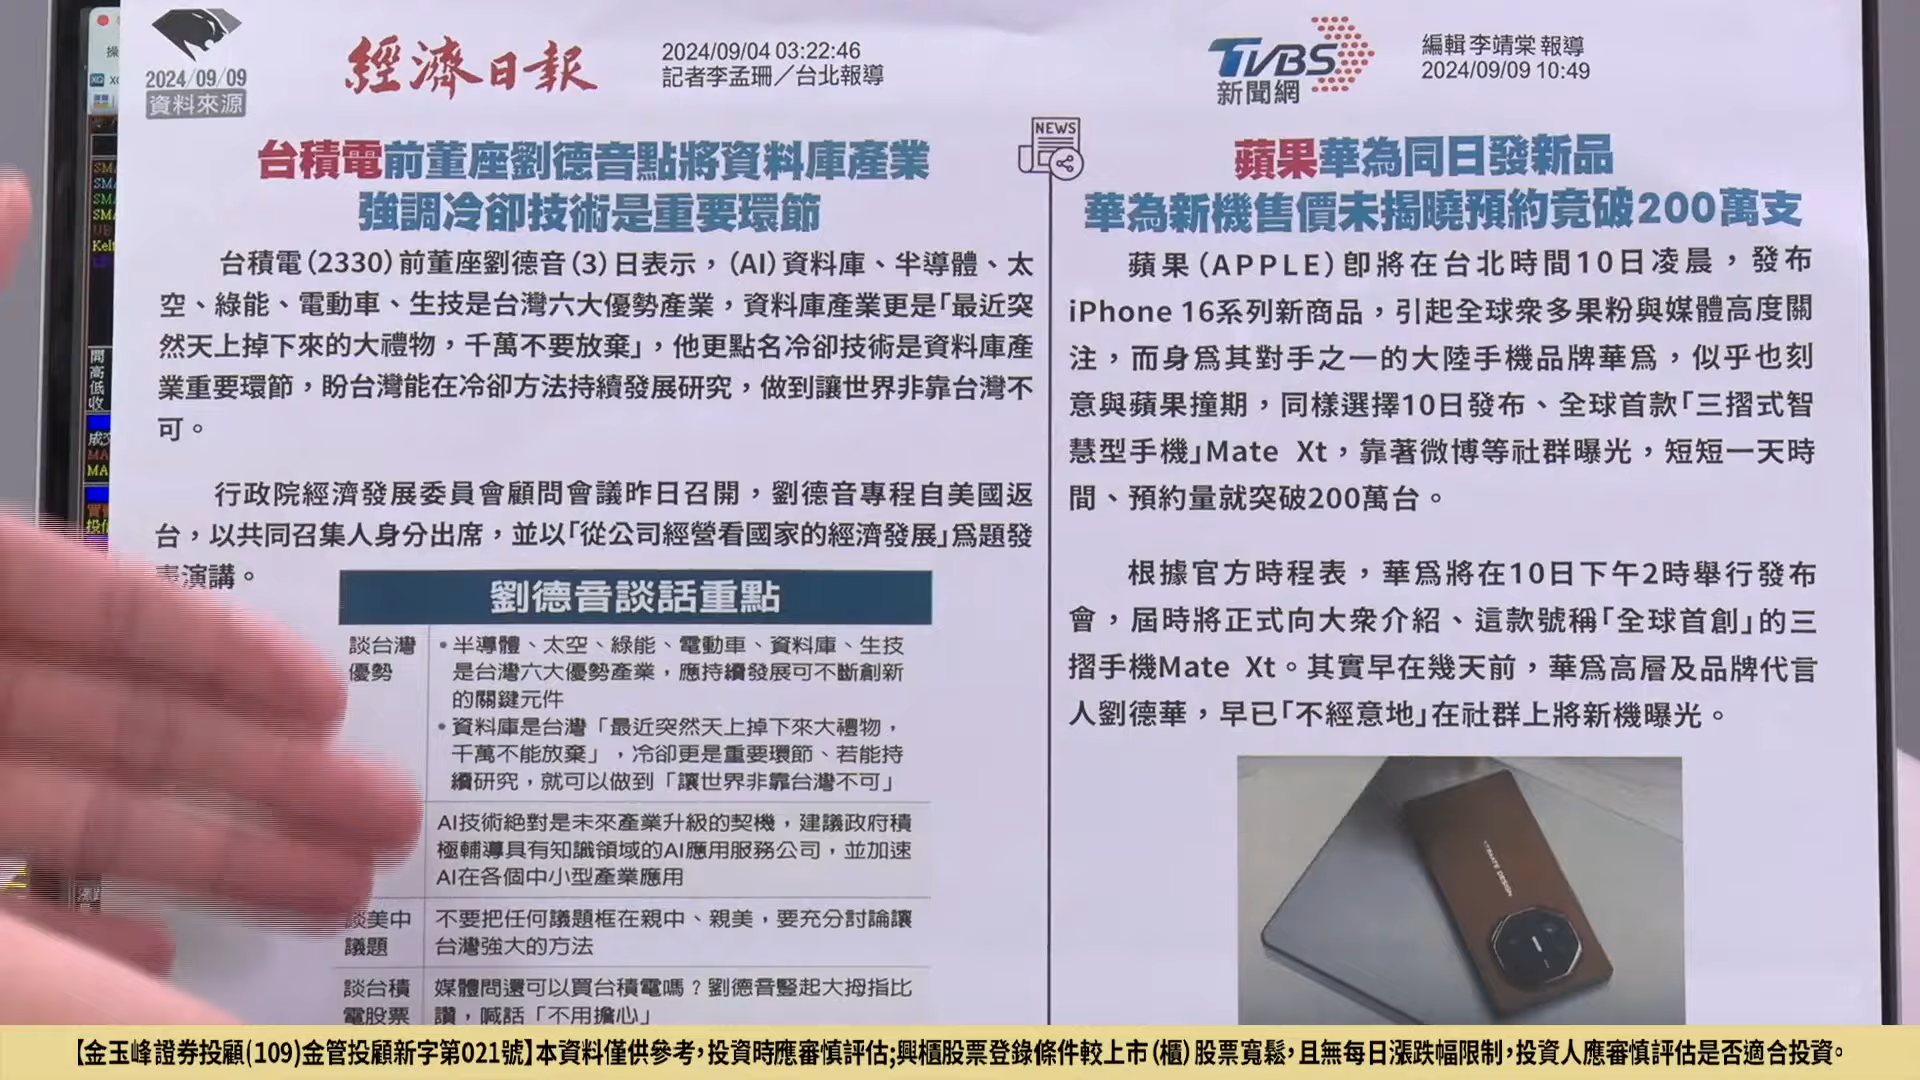 2024/09/09
資料來源
經濟日報
2024/09/04 03:22:46
記者李孟珊／台北報導
台積電前董座劉德音點將資料庫產業
強調冷卻技術是重要環節
台積電(2330)前董座劉德音(3)日表示，(AI)資料庫、半導體、太
空、綠能、電動車、生技是台灣六大優勢產業，資料庫產業更是「最近突
然天上掉下來的大禮物，千萬不要放棄」，他更點名冷卻技術是資料庫產
業重要環節，盼台灣能在冷卻方法持續發展研究，做到讓世界非靠台灣不
可。
行政院經濟發展委員會顧問會議昨日召開，劉德音專程自美國返
台，以共同召集人身分出席，並以「從公司經營看國家的經濟發展」為題發
表演講。
劉德音談話重點
談台灣
優勢
•半導體、太空、綠能、電動車、資料庫、生技
是台灣六大優勢產業，應持續發展可不斷創新
的關鍵元件
•資料庫是台灣「最近突然天上掉下來大禮物，
千萬不能放棄」，冷卻更是重要環節、若能持
續研究，就可以做到「讓世界非靠台灣不可」
AI技術絕對是未來產業升級的契機，建議政府積
極輔導具有知識領域的AI應用服務公司，並加速
AI在各個中小型產業應用
談美中
議題
不要把任何議題框在親中、親美，要充分討論讓
台灣強大的方法
談台積
電股票
媒體問還可以買台積電嗎？劉德音豎起大拇指比
讚，喊話「不用擔心」
NEWS
TVBS
新聞網
編輯 李靖棠 報導
2024/09/09 10:49
蘋果華為同日發新品
華為新機售價未揭曉預約竟破200萬支
蘋果(APPLE)即將在台北時間10日凌晨，發布
iPhone 16系列新商品，引起全球眾多果粉與媒體高度關
注，而身為其對手之一的大陸手機品牌華為，似乎也刻
意與蘋果撞期，同樣選擇10日發布、全球首款「三摺式智
慧型手機」Mate Xt，靠著微博等社群曝光，短短一天時
間、預約量就突破200萬台。
根據官方時程表，華為將在10日下午2時舉行發布
會，屆時將正式向大眾介紹、這款號稱「全球首創」的三
摺手機Mate Xt。其實早在幾天前，華為高層及品牌代言
人劉德華，早已「不經意地」在社群上將新機曝光。
開
高
低
收
MA
【金玉峰證券投顧(109)金管投顧新字第021號】本資料僅供參考，投資時應審慎評估;興櫃股票登錄條件較上市(櫃)股票寬鬆，且無每日漲跌幅限制，投資人應審慎評估是否適合投資。